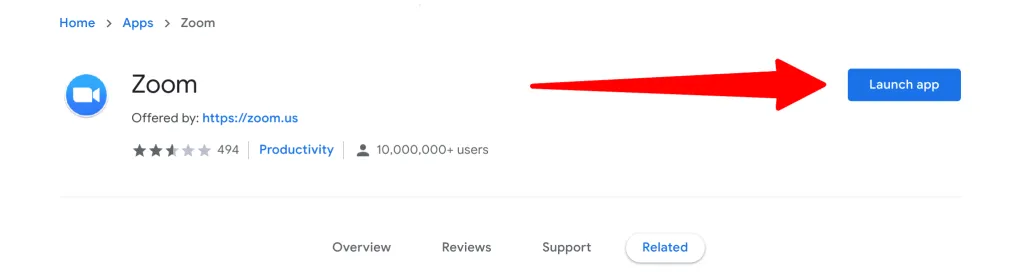 Home > Apps > Zoom
Zoom
Launch app
Offered by: https://zoom.us
494 Productivity 10,000,000+ users
Overview Reviews Support Related